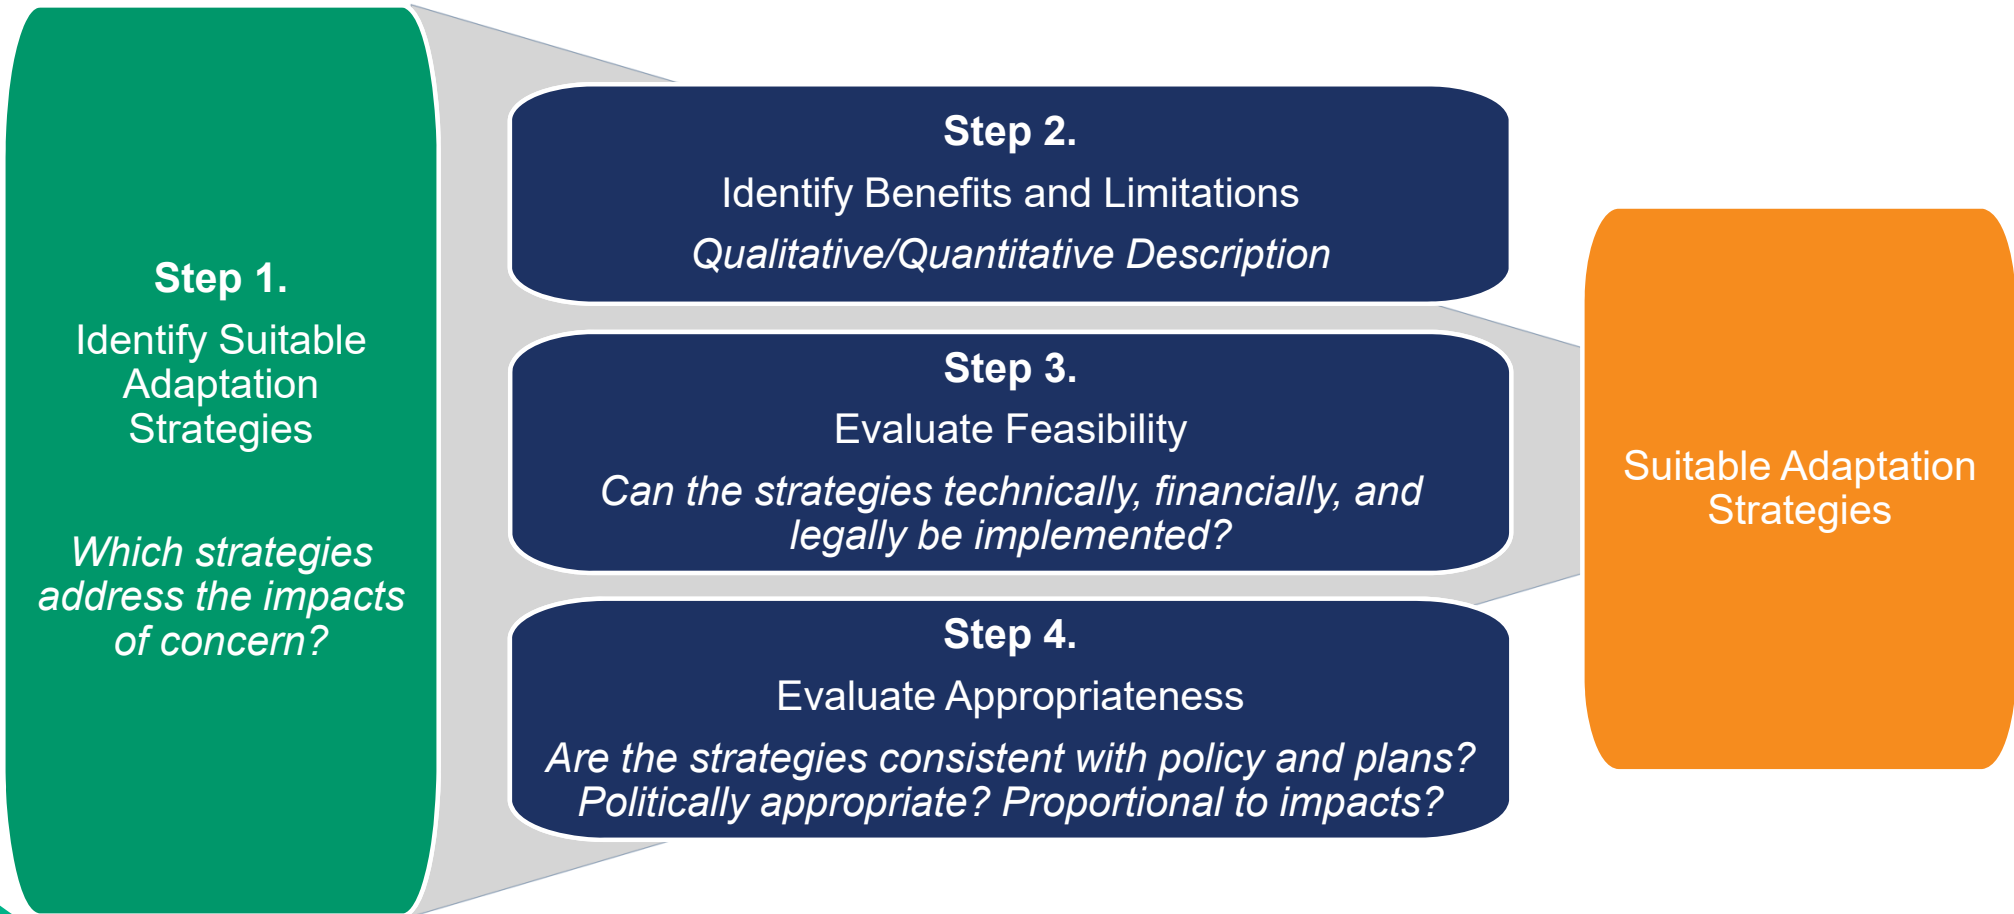 Step 1.
Identify Suitable
Adaptation
Strategies
Which strategies
address the impacts
of concern?
Step 2.
Identify Benefits and Limitations
Qualitative/Quantitative Description
Step 3.
Evaluate Feasibility
Can the strategies technically, financially, and
legally be implemented?
Step 4.
Evaluate Appropriateness
Are the strategies consistent with policy and plans?
Politically appropriate? Proportional to impacts?
Suitable Adaptation
Strategies